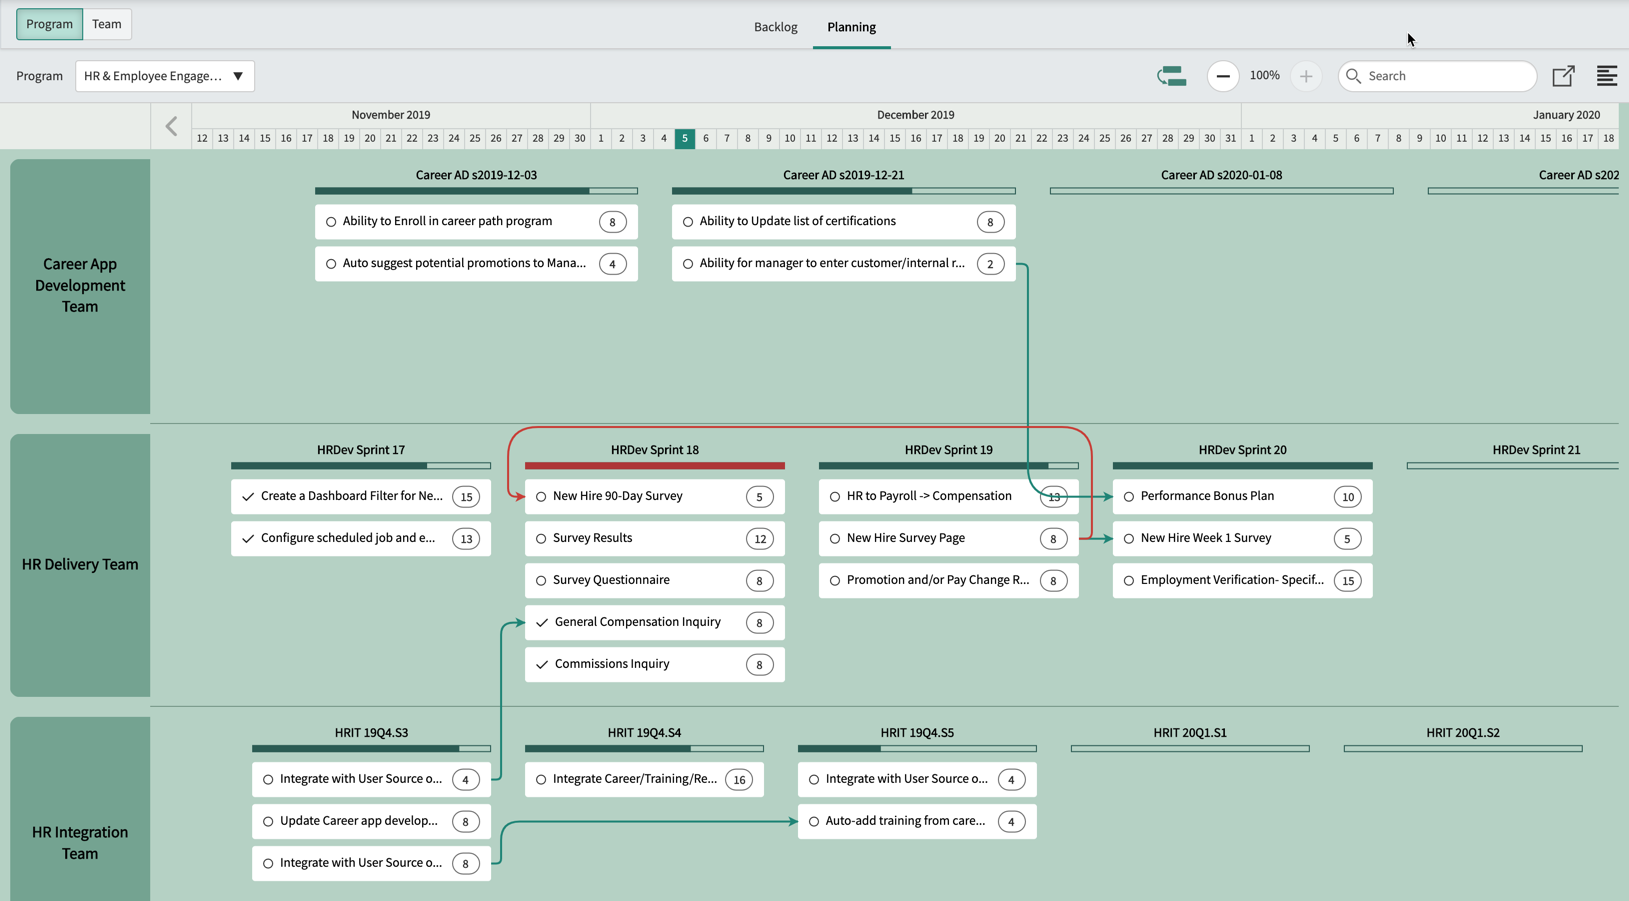 Program Team
Backlog Planning
Program HR & Employee Engage... 100% Search
November 2019 December 2019 January 2020
12 13 14 15 16 17 18 19 20 21 22 23 24 25 26 27 28 29 30 1 2 3 4 5 6 7 8 9 10 11 12 13 14 15 16 17 18 19 20 21 22 23 24 25 26 27 28 29 30 31 1 2 3 4 5 6 7 8 9 10 11 12 13 14 15 16 17 18
Career App
Development
Team
Career AD s2019-12-03
Ability to Enroll in career path program 8
Auto suggest potential promotions to Mana... 4
Career AD s2019-12-21
Ability to Update list of certifications 8
Ability for manager to enter customer/internal r... 2
Career AD s2020-01-08
Career AD s202
HR Delivery Team
HRDev Sprint 17
Create a Dashboard Filter for Ne... 15
Configure scheduled job and e... 13
HRDev Sprint 18
New Hire 90-Day Survey 5
Survey Results 12
Survey Questionnaire 8
General Compensation Inquiry 8
Commissions Inquiry 8
HRDev Sprint 19
HR to Payroll -> Compensation 13
New Hire Survey Page 8
Promotion and/or Pay Change R... 8
HRDev Sprint 20
Performance Bonus Plan 10
New Hire Week 1 Survey 5
Employment Verification- Specif... 15
HRDev Sprint 21
HR Integration
Team
HRIT 19Q4.S3
Integrate with User Source o... 4
Update Career app develop... 8
Integrate with User Source o... 8
HRIT 19Q4.S4
Integrate Career/Training/Re... 16
HRIT 19Q4.S5
Integrate with User Source o... 4
Auto-add training from care... 4
HRIT 20Q1.S1
HRIT 20Q1.S2